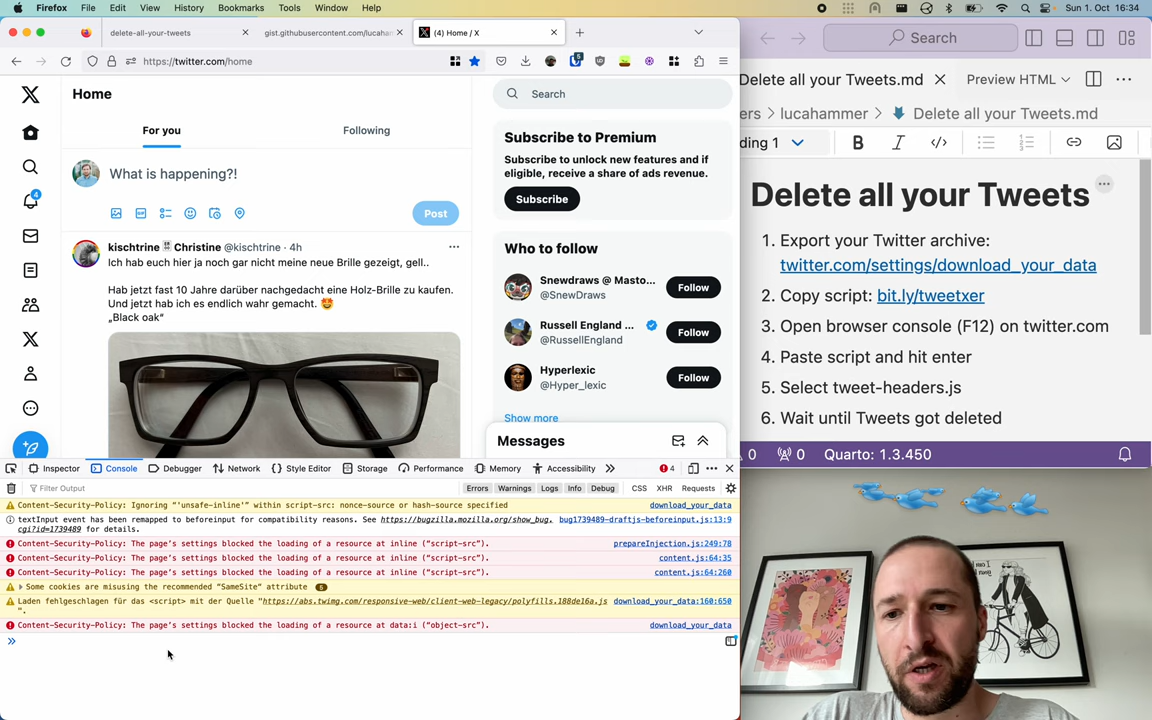 Firefox File Edit View History Bookmarks Tools Window Help
Sun 1. Oct 16:34
delete-all-your-tweets
gist.githubusercontent.com/lucaham
(4) Home / X
https://twitter.com/home
5
Home
For you
Following
What is happening?!
Post
4
kischtrine Christine @kischtrine · 4h
Ich hab euch hier ja noch gar nicht meine neue Brille gezeigt, gell..
Hab jetzt fast 10 Jahre darüber nachgedacht eine Holz-Brille zu kaufen.
Und jetzt hab ich es endlich wahr gemacht. 🤩
„Black oak“
Search
Subscribe to Premium
Subscribe to unlock new features and if
eligible, receive a share of ads revenue.
Subscribe
Who to follow
Snewdraws @ Masto...
@SnewDraws
Follow
Russell England ...
@RussellEngland
Follow
Hyperlexic
@Hyper_lexic
Follow
Show more
Messages
Inspector Console Debugger Network Style Editor Storage Performance Memory Accessibility
4
Filter Output
Errors Warnings Logs Info Debug CSS XHR Requests
Content-Security-Policy: Ignoring "'unsafe-inline'" within script-src: nonce-source or hash-source specified download_your_data
textInput event has been remapped to beforeinput for compatibility reasons. See https://bugzilla.mozilla.org/show_bug. bug1739489-draftjs-beforeinput.js:13:9
cgi?id=1739489 for details.
Content-Security-Policy: The page's settings blocked the loading of a resource at inline ("script-src"). prepareInjection.js:249:78
Content-Security-Policy: The page's settings blocked the loading of a resource at inline ("script-src"). content.js:64:35
Content-Security-Policy: The page's settings blocked the loading of a resource at inline ("script-src"). content.js:64:260
Some cookies are misusing the recommended "SameSite" attribute 6
Laden fehlgeschlagen für das <script> mit der Quelle "https://abs.twimg.com/responsive-web/client-web-legacy/polyfills.188de16a.js download_your_data:160:650
".
Content-Security-Policy: The page's settings blocked the loading of a resource at data:i ("object-src"). download_your_data
Search
Delete all your Tweets.md
Preview HTML
ers > lucahammer > Delete all your Tweets.md
ding 1
B I
Delete all your Tweets
1. Export your Twitter archive:
twitter.com/settings/download_your_data
2. Copy script: bit.ly/tweetxer
3. Open browser console (F12) on twitter.com
4. Paste script and hit enter
5. Select tweet-headers.js
6. Wait until Tweets got deleted
0 0 Quarto: 1.3.450